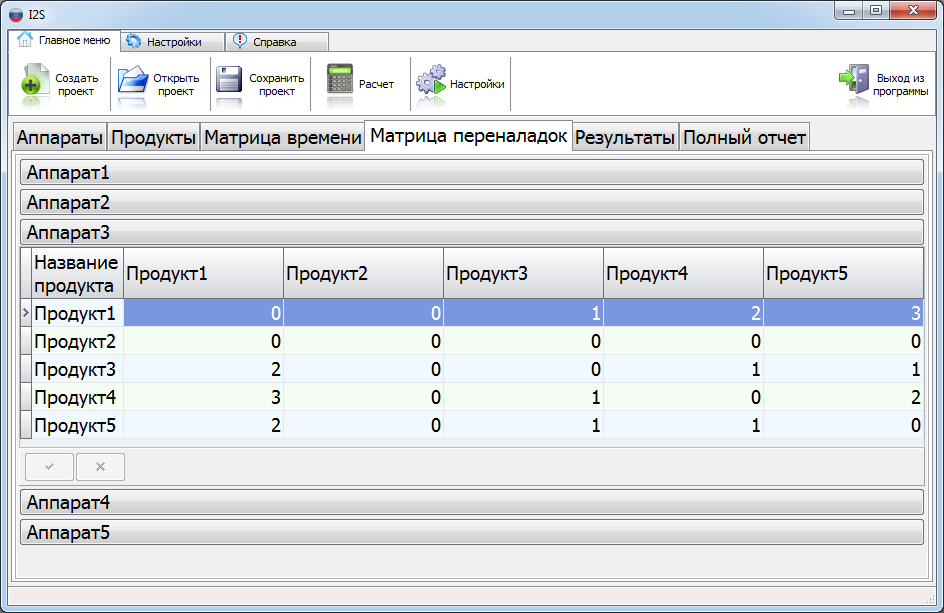 I2S
Главное меню Настройки Справка
Создать проект Открыть проект Сохранить проект Расчет Настройки Выход из программы
Аппараты Продукты Матрица времени Матрица переналадок Результаты Полный отчет
Аппарат1
Аппарат2
Аппарат3
Название продукта Продукт1 Продукт2 Продукт3 Продукт4 Продукт5
Продукт1 0 0 1 2 3
Продукт2 0 0 0 0 0
Продукт3 2 0 0 1 1
Продукт4 3 0 1 0 2
Продукт5 2 0 1 1 0
Аппарат4
Аппарат5